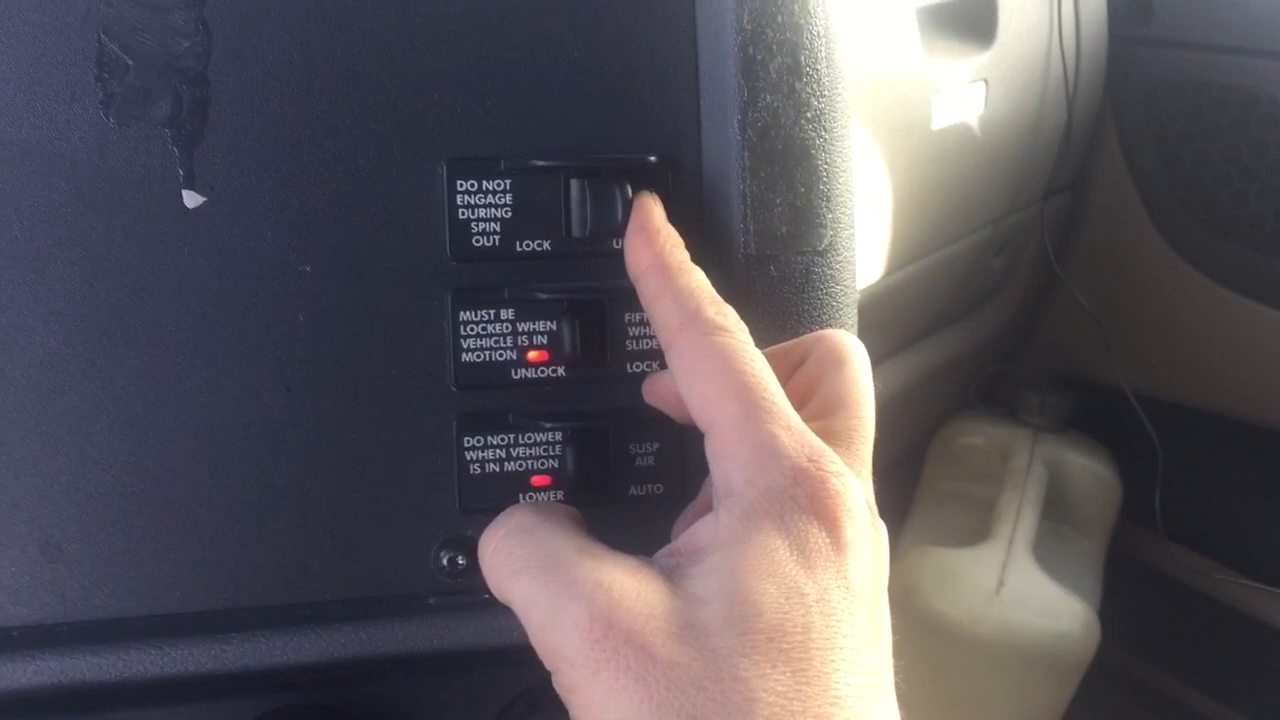 DO NOT
ENGAGE
DURING
SPIN
OUT
LOCK
MUST BE
LOCKED WHEN
VEHICLE IS IN
MOTION
UNLOCK
LOCK
DO NOT LOWER
WHEN VEHICLE
IS IN MOTION
LOWER
SUSP
AIR
AUTO